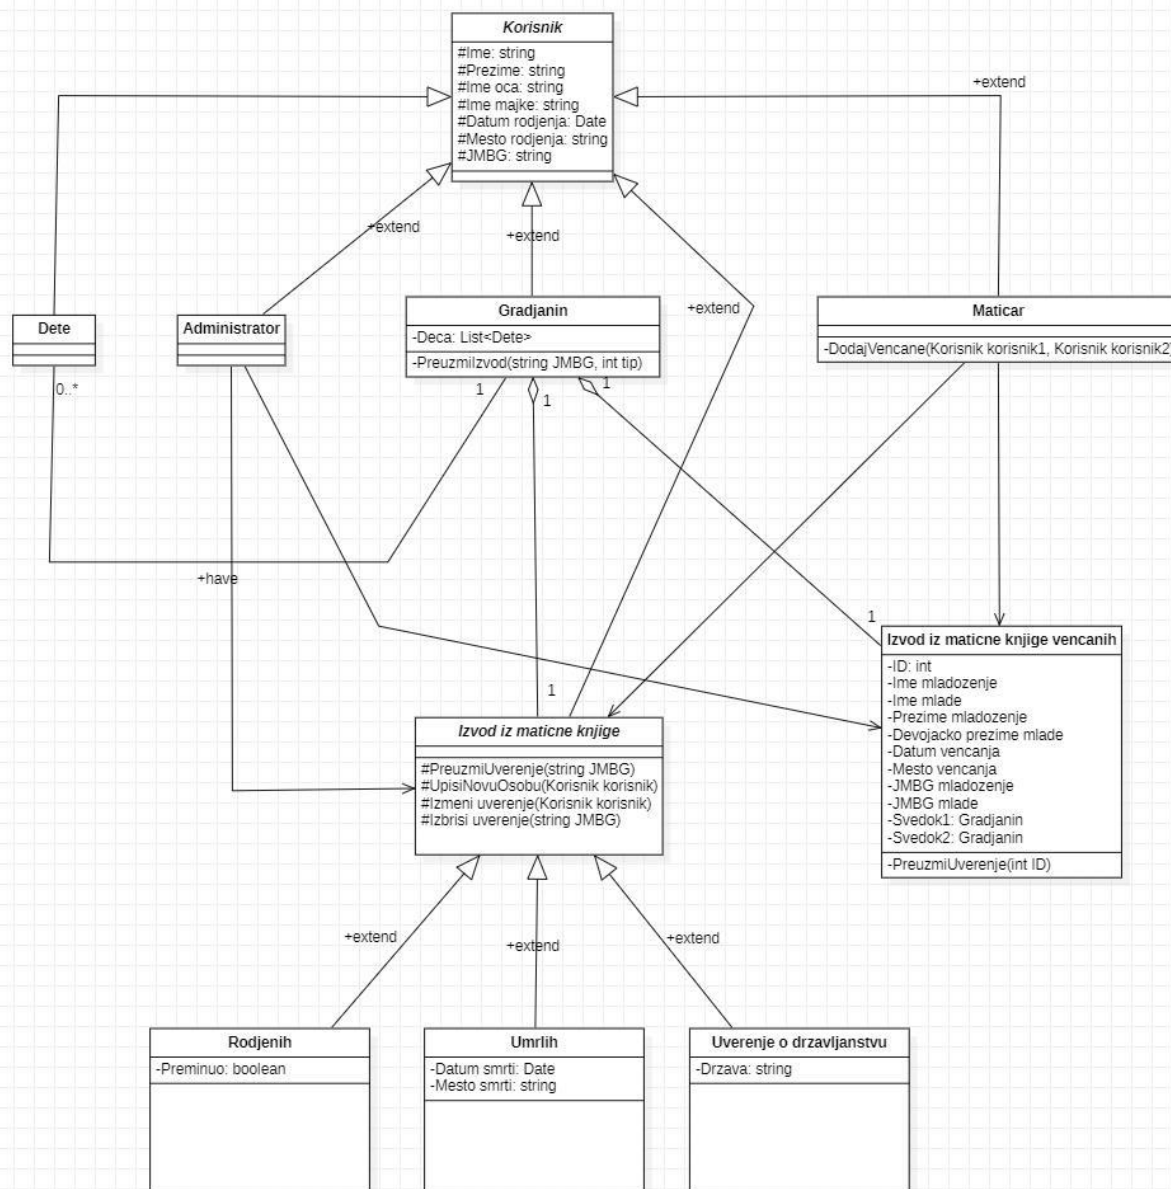 Korisnik
#Ime: string
#Prezime: string
#Ime oca: string
#Ime majke: string
#Datum rodjenja: Date
#Mesto rodjenja: string
#JMBG: string
+extend
+extend
+extend
+extend
Dete
0..*
Administrator
Gradjanin
-Deca: List<Dete>
-PreuzmiIzvod(string JMBG, int tip)
1
1
1
Maticar
-DodajVencane(Korisnik korisnik1, Korisnik korisnik2)
+have
1
1
Izvod iz maticne knjige vencanih
-ID: int
-Ime mladozenje
-Ime mlade
-Prezime mladozenje
-Devojacko prezime mlade
-Datum vencanja
-Mesto vencanja
-JMBG mladozenje
-JMBG mlade
-Svedok1: Gradjanin
-Svedok2: Gradjanin
-PreuzmiUverenje(int ID)
Izvod iz maticne knjige
#PreuzmiUverenje(string JMBG)
#UpisiNovuOsobu(Korisnik korisnik)
#Izmeni uverenje(Korisnik korisnik)
#Izbrisi uverenje(string JMBG)
+extend
+extend
+extend
Rodjenih
-Preminuo: boolean
Umrlih
-Datum smrti: Date
-Mesto smrti: string
Uverenje o drzavljanstvu
-Drzava: string